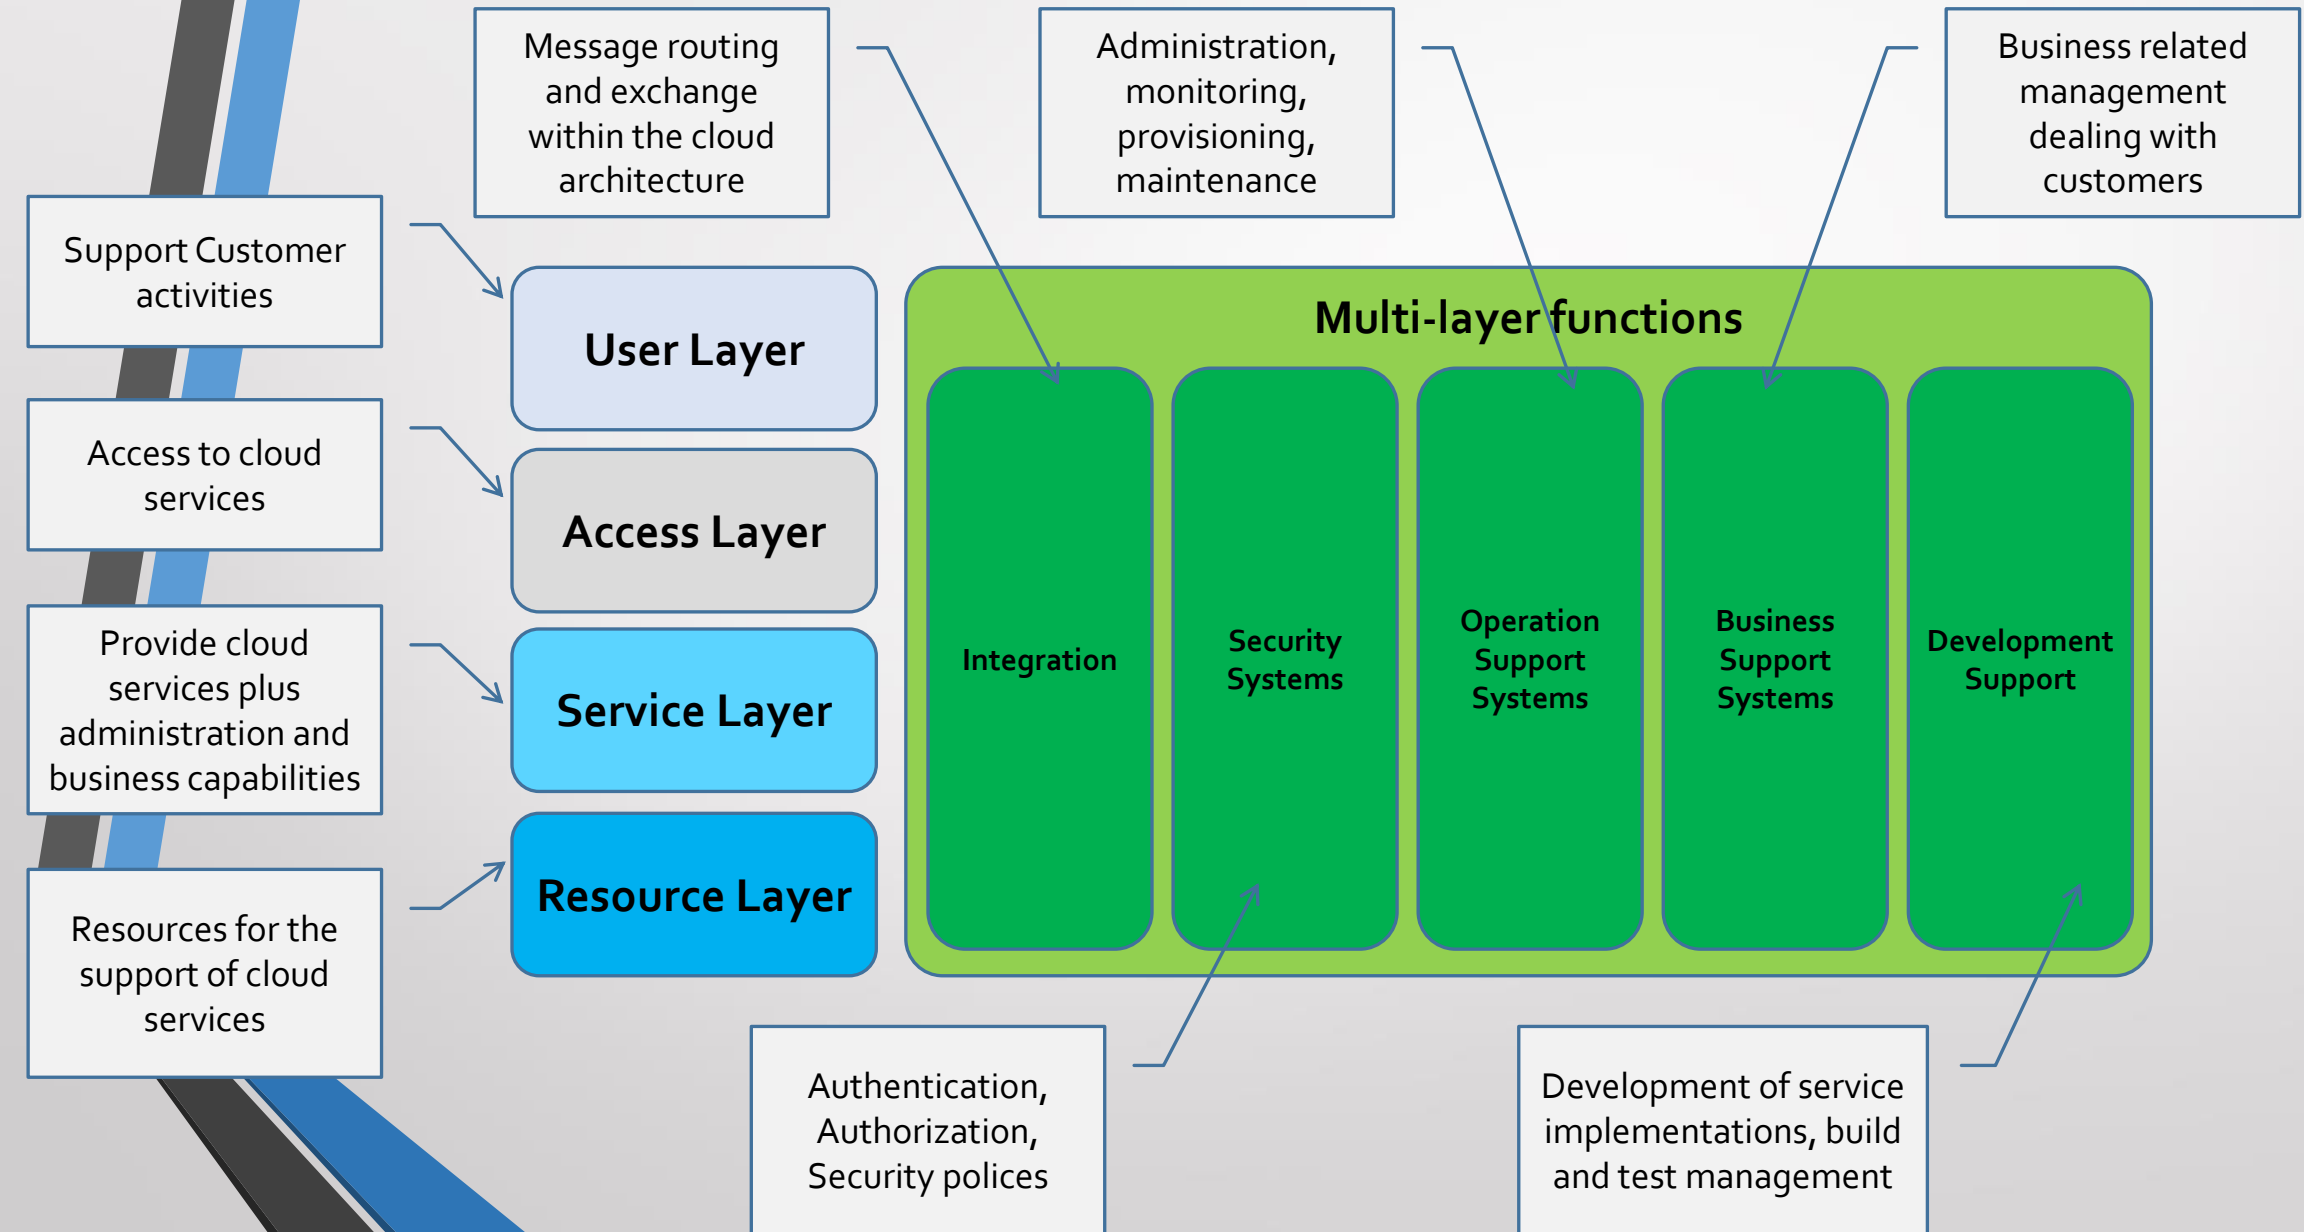 Message routing
and exchange
within the cloud
architecture
Administration,
monitoring,
provisioning,
maintenance
Business related
management
dealing with
customers
Support Customer
activities
Access to cloud
services
Provide cloud
services plus
administration and
business capabilities
Resources for the
support of cloud
services
User Layer
Access Layer
Service Layer
Resource Layer
Multi-layer functions
Integration
Security
Systems
Operation
Support
Systems
Business
Support
Systems
Development
Support
Authentication,
Authorization,
Security polices
Development of service
implementations, build
and test management